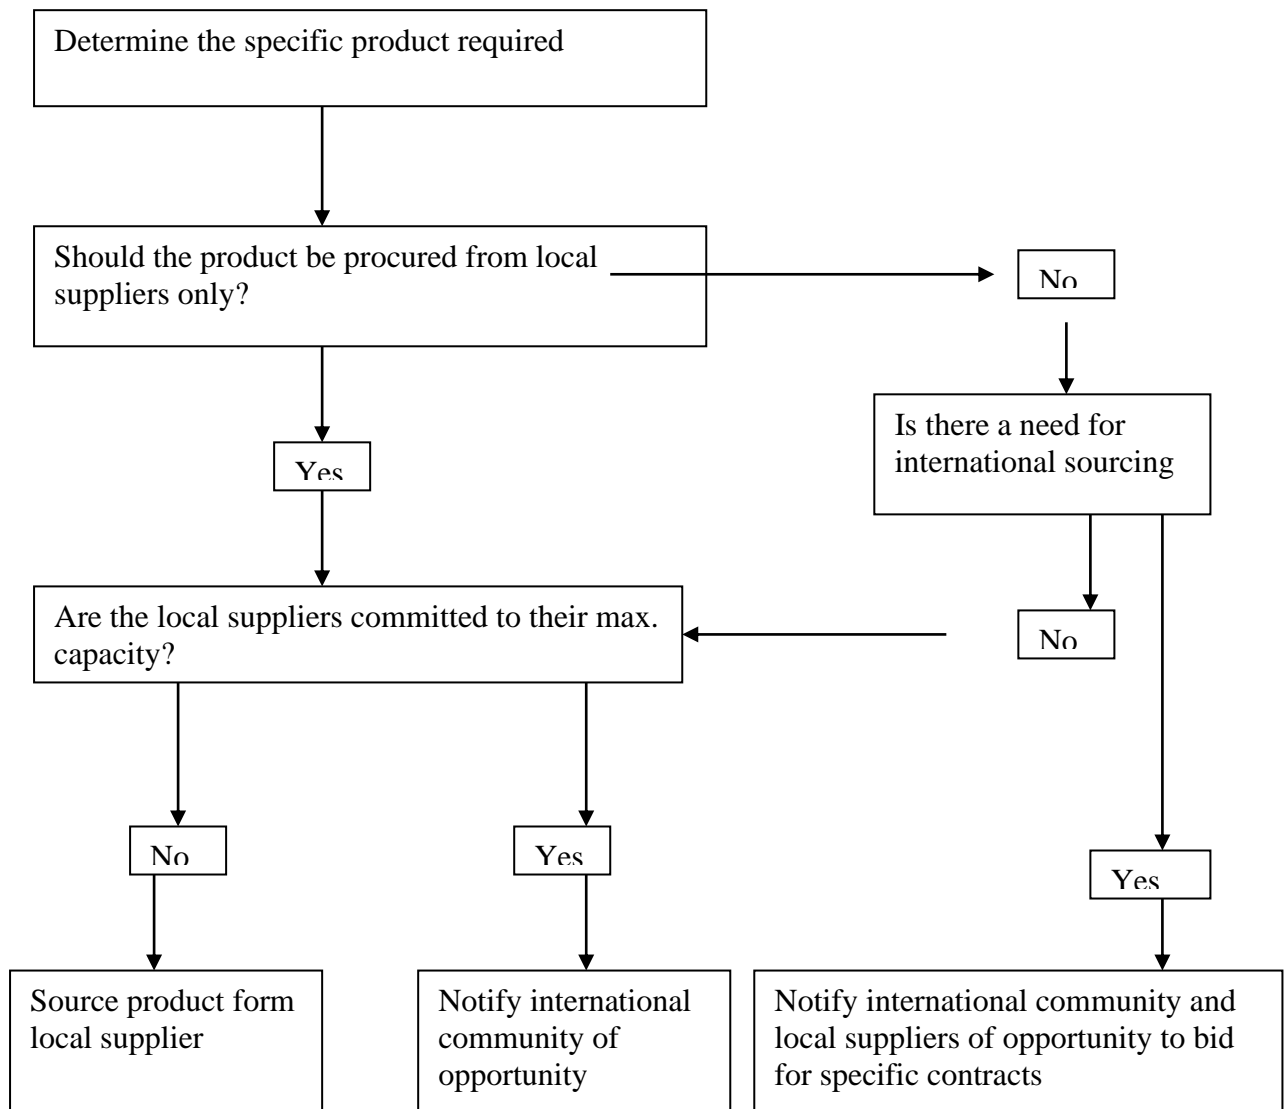 Determine the specific product required
Should the product be procured from local
suppliers only?
No
Yes
Is there a need for
international sourcing
Are the local suppliers committed to their max.
capacity?
No
No
Yes
Yes
Source product form
local supplier
Notify international
community of
opportunity
Notify international community and
local suppliers of opportunity to bid
for specific contracts